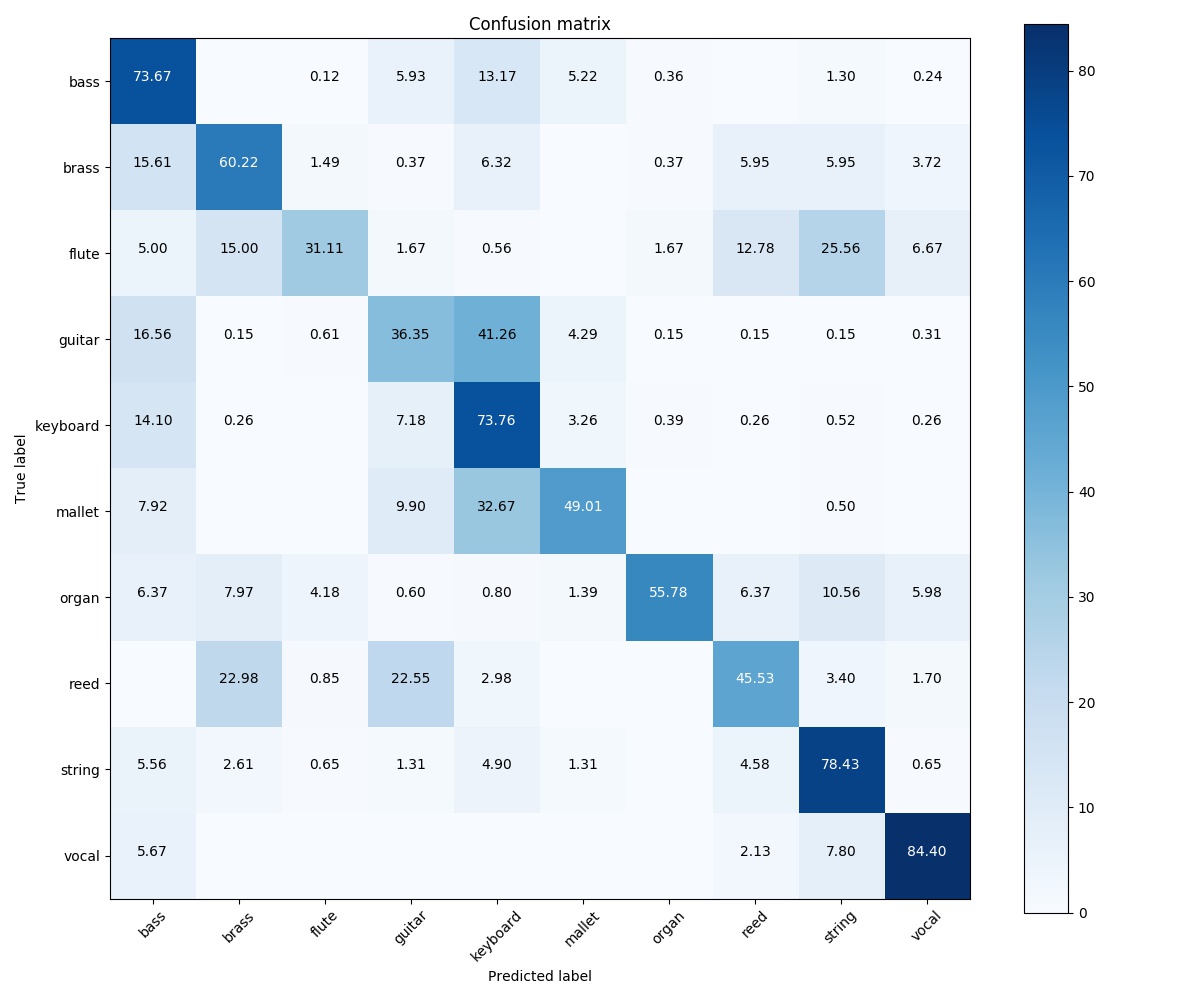 Confusion matrix
bass 73.67 0.12 5.93 13.17 5.22 0.36 1.30 0.24
brass 15.61 60.22 1.49 0.37 6.32 0.37 5.95 5.95 3.72
flute 5.00 15.00 31.11 1.67 0.56 1.67 12.78 25.56 6.67
guitar 16.56 0.15 0.61 36.35 41.26 4.29 0.15 0.15 0.15 0.31
keyboard 14.10 0.26 7.18 73.76 3.26 0.39 0.26 0.52 0.26
mallet 7.92 9.90 32.67 49.01 0.50
organ 6.37 7.97 4.18 0.60 0.80 1.39 55.78 6.37 10.56 5.98
reed 22.98 0.85 22.55 2.98 45.53 3.40 1.70
string 5.56 2.61 0.65 1.31 4.90 1.31 4.58 78.43 0.65
vocal 5.67 2.13 7.80 84.40
bass brass flute guitar keyboard mallet organ reed string vocal
Predicted label
True label
80
70
60
50
40
30
20
10
0